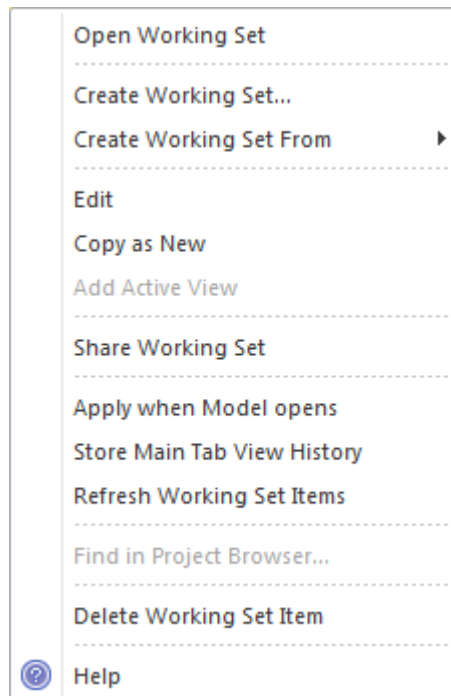 Open Working Set
Create Working Set...
Create Working Set From
Edit
Copy as New
Add Active View
Share Working Set
Apply when Model opens
Store Main Tab View History
Refresh Working Set Items
Find in Project Browser...
Delete Working Set Item
? Help